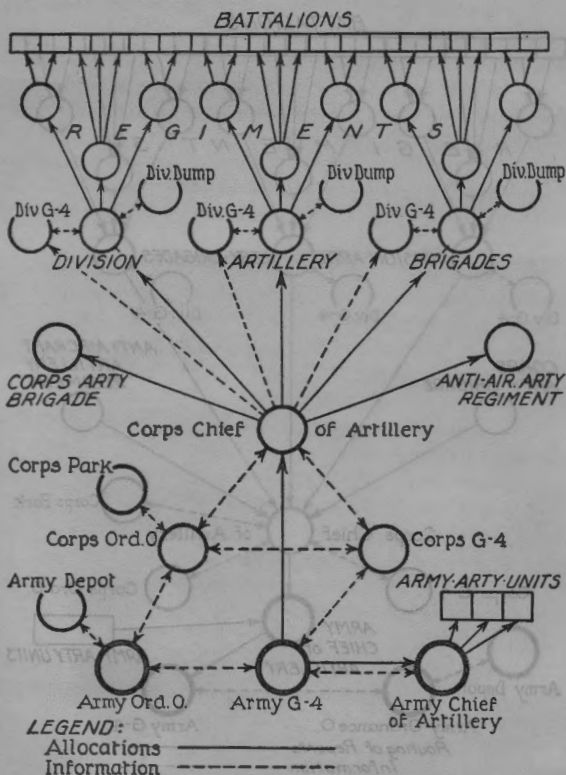 BATTALIONS
REGIMENTS
Div. Dump
Div Dump
Div. Dump
Div G-4
Div. G-4
Div. G-4
DIVISION ARTILLERY BRIGADES
CORPS ARTY
BRIGADE
ANTI-AIR. ARTY
REGIMENT
Corps Chief of Artillery
Corps Park
Corps Ord. O.
Corps G-4
Army Depot
ARMY-ARTY-UNITS
Army Ord. O.
Army G-4
Army Chief
of Artillery
LEGEND:
Allocations
Information